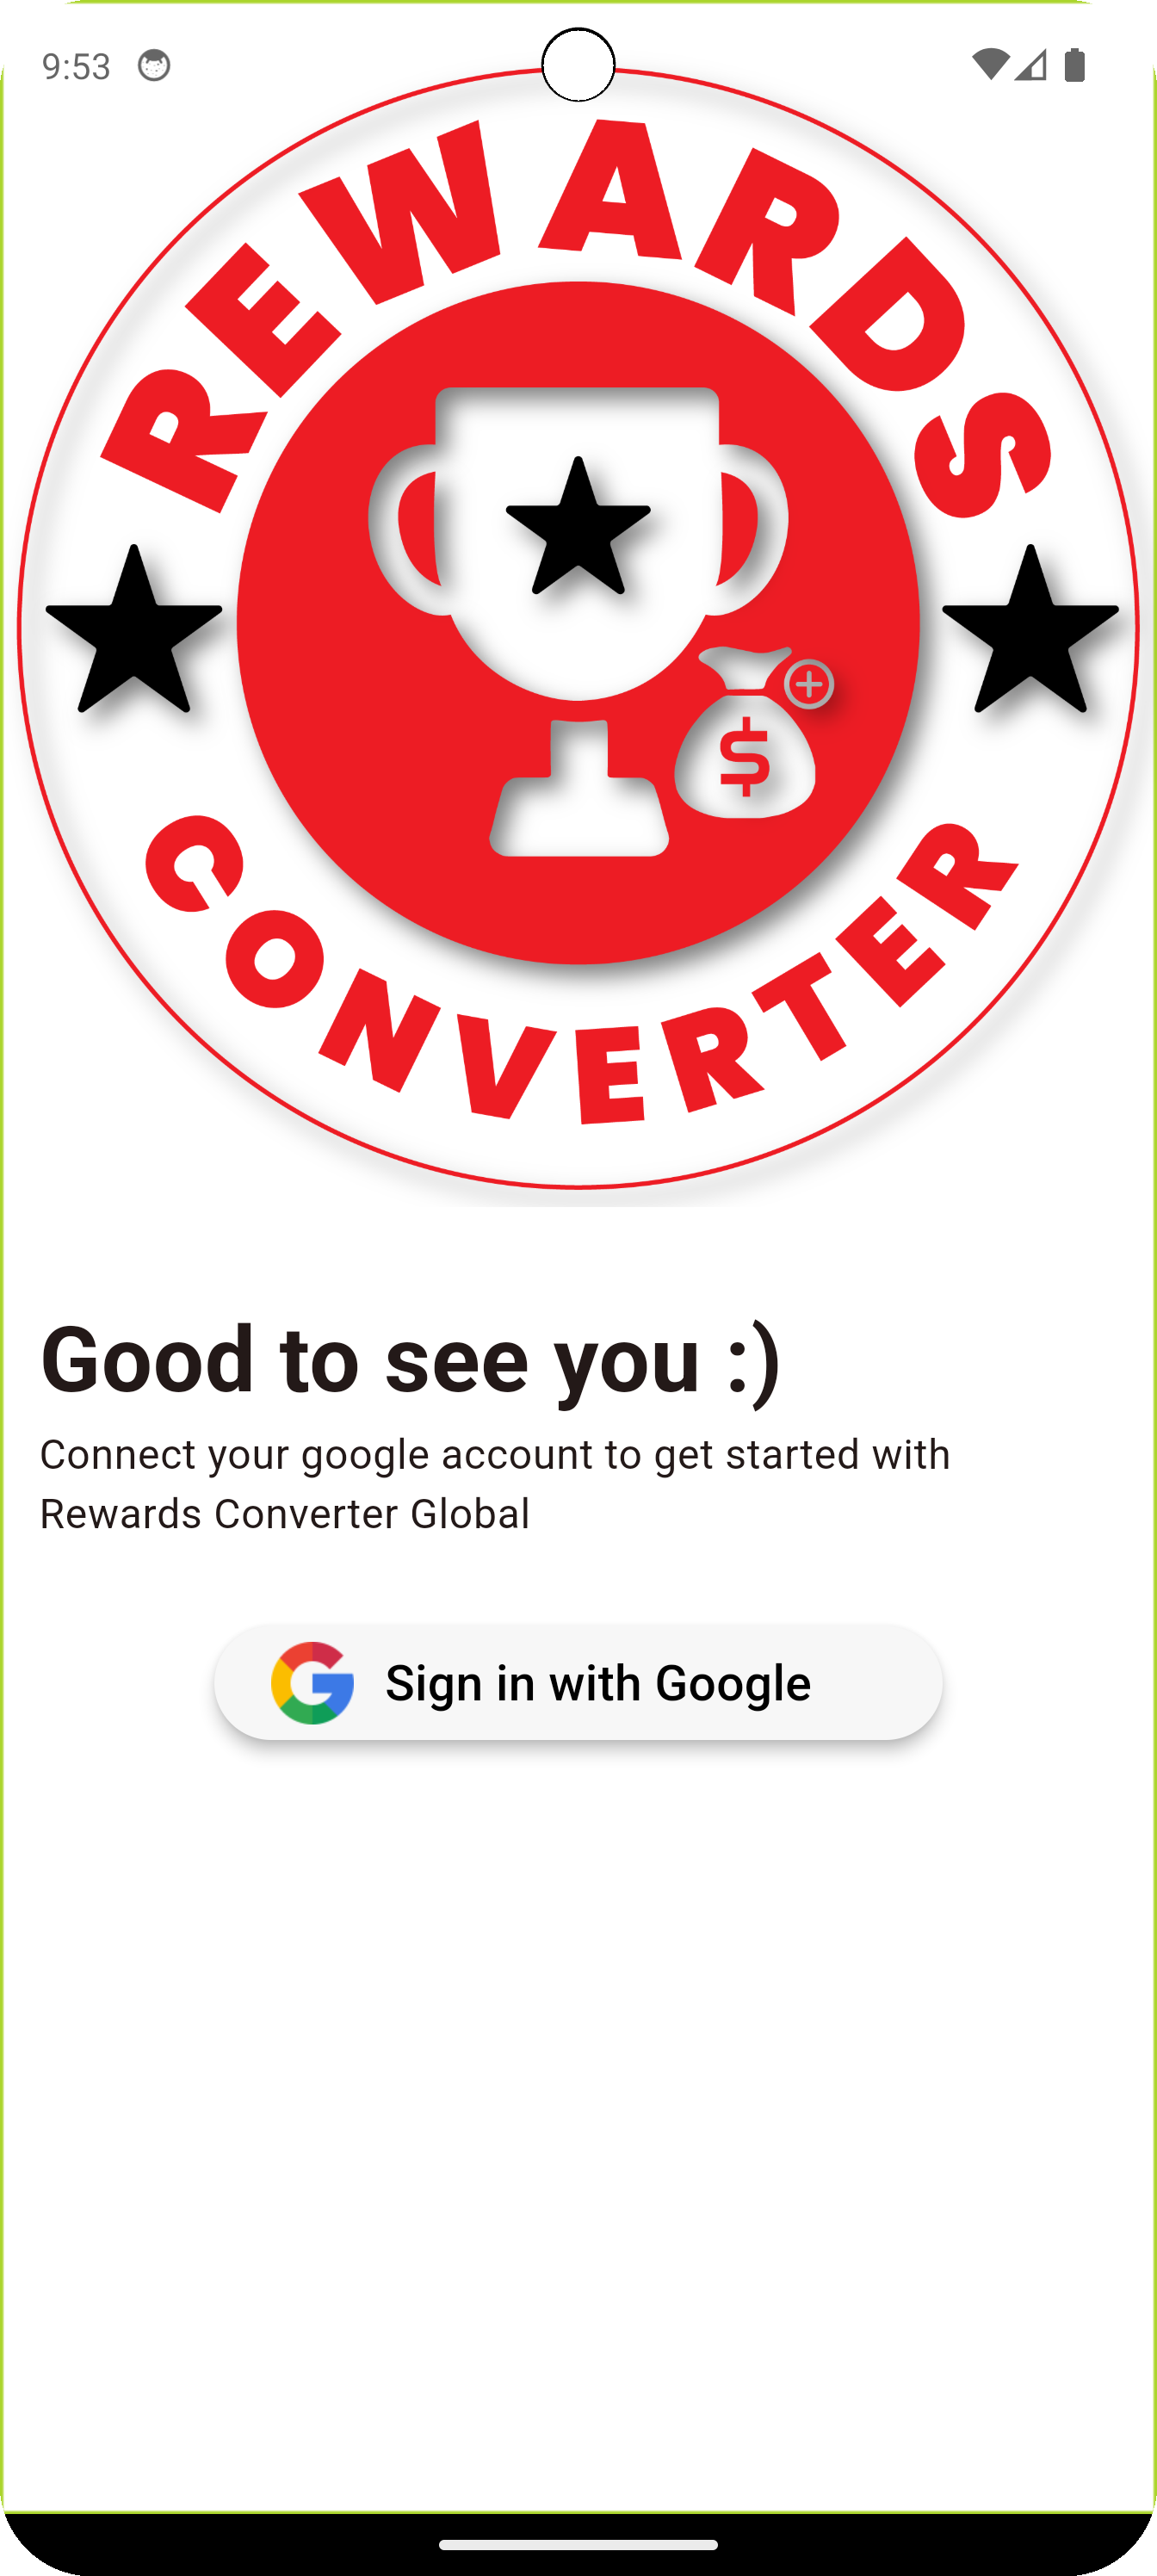 9:53
REWARDS
$
CONVERTER
Good to see you :)
Connect your google account to get started with
Rewards Converter Global
Sign in with Google